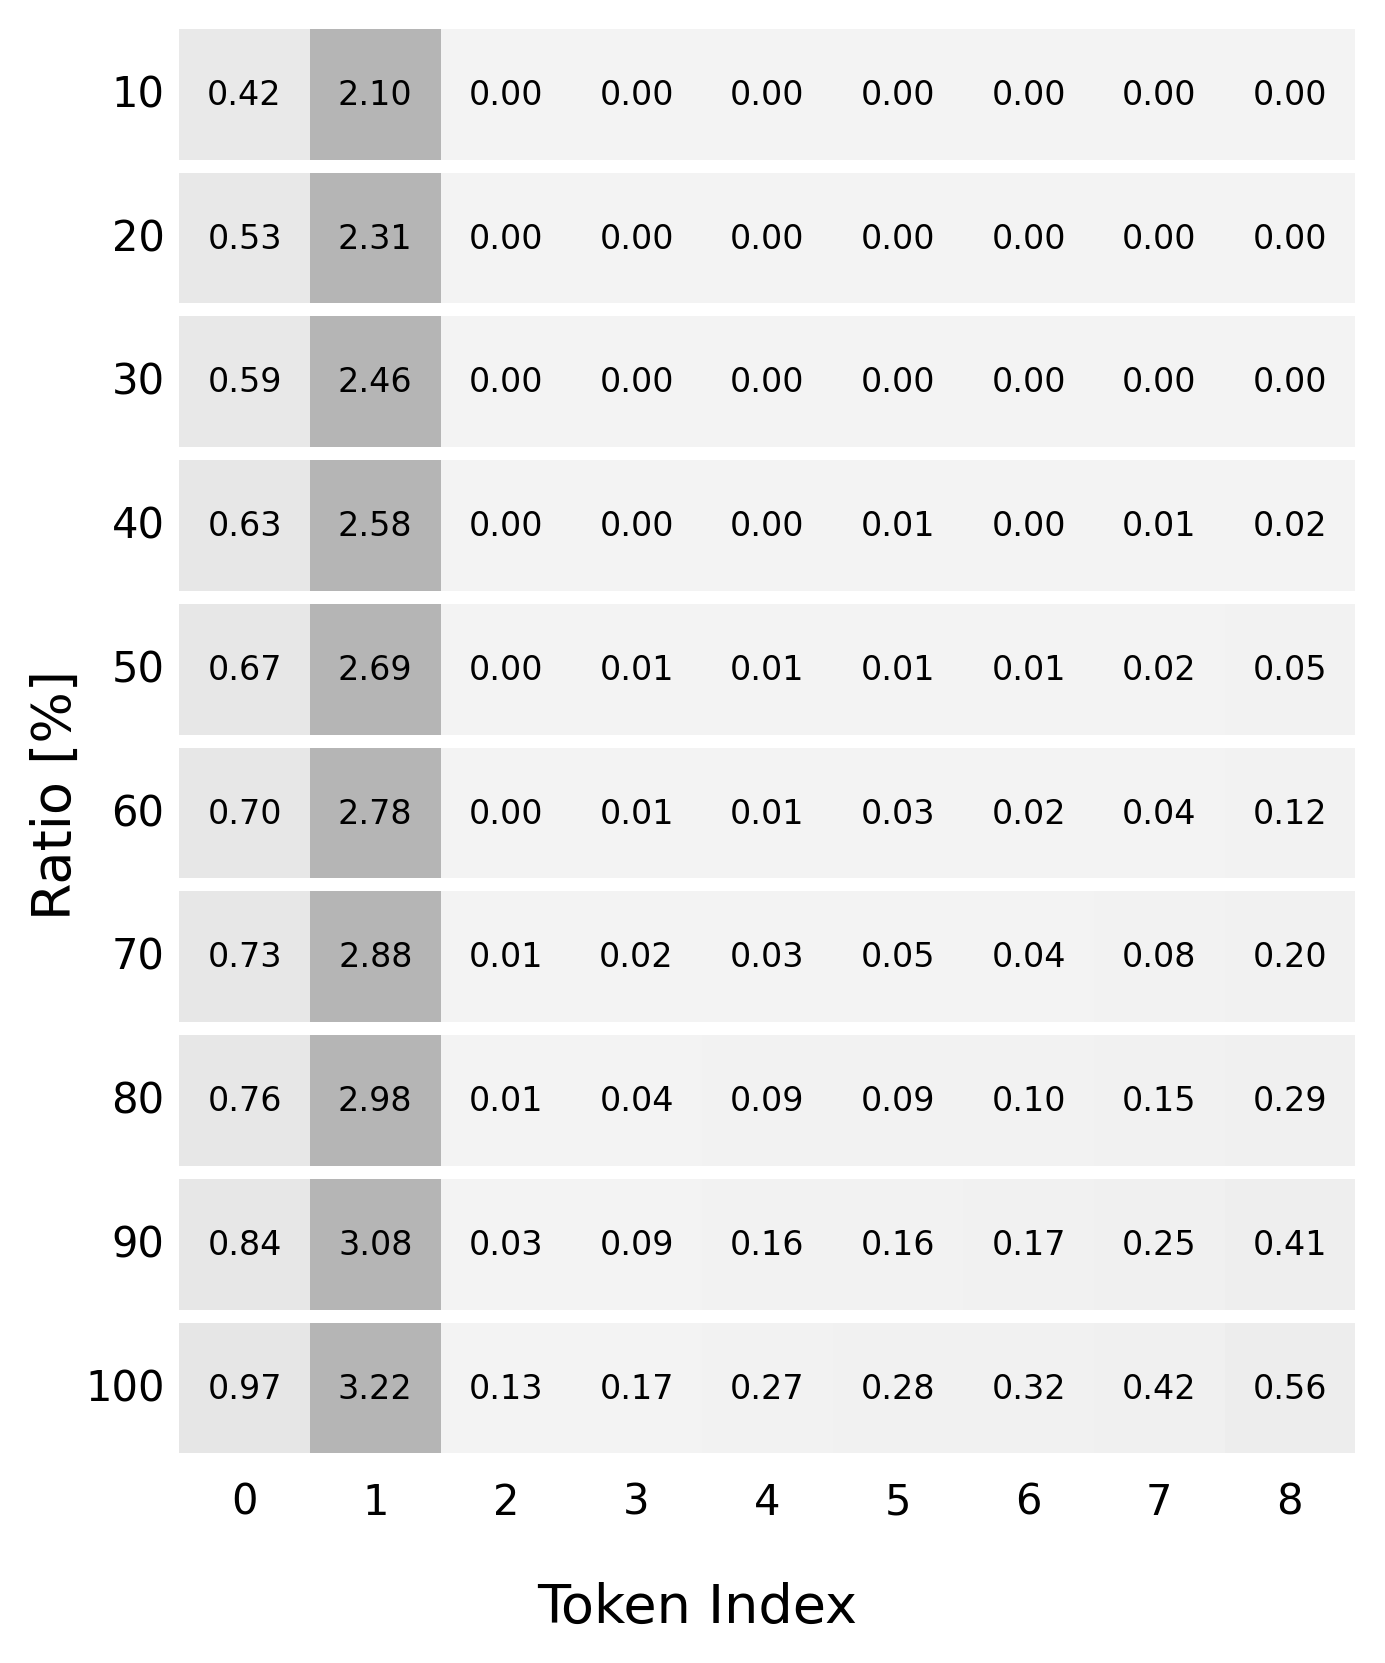 10 0.42 2.10 0.00 0.00 0.00 0.00 0.00 0.00 0.00
20 0.53 2.31 0.00 0.00 0.00 0.00 0.00 0.00 0.00
30 0.59 2.46 0.00 0.00 0.00 0.00 0.00 0.00 0.00
40 0.63 2.58 0.00 0.00 0.00 0.01 0.00 0.01 0.02
50 0.67 2.69 0.00 0.01 0.01 0.01 0.01 0.02 0.05
60 0.70 2.78 0.00 0.01 0.01 0.03 0.02 0.04 0.12
70 0.73 2.88 0.01 0.02 0.03 0.05 0.04 0.08 0.20
80 0.76 2.98 0.01 0.04 0.09 0.09 0.10 0.15 0.29
90 0.84 3.08 0.03 0.09 0.16 0.16 0.17 0.25 0.41
100 0.97 3.22 0.13 0.17 0.27 0.28 0.32 0.42 0.56
0 1 2 3 4 5 6 7 8
Token Index
Ratio [%]